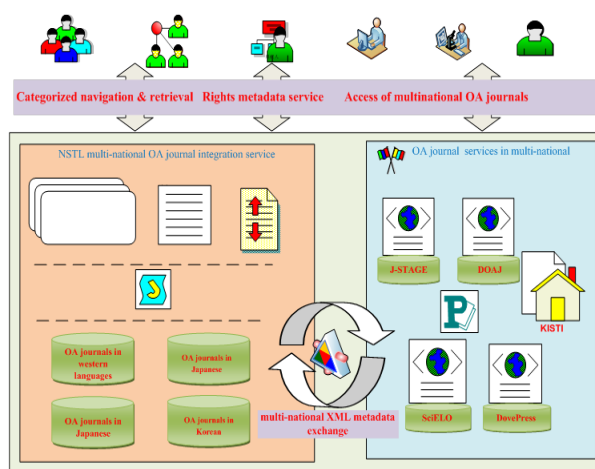 Categorized navigation & retrieval Rights metadata service Access of multinational OA journals
NSTL multi-national OA journal integration service
OA journal services in multi-national
J-STAGE
DOAJ
P
KISTI
OA journals in
western
languages
OA journals in
Japanese
OA journals in
Japanese
OA journals in
Korean
multi-national XML metadata
exchange
SciELO
DovePress